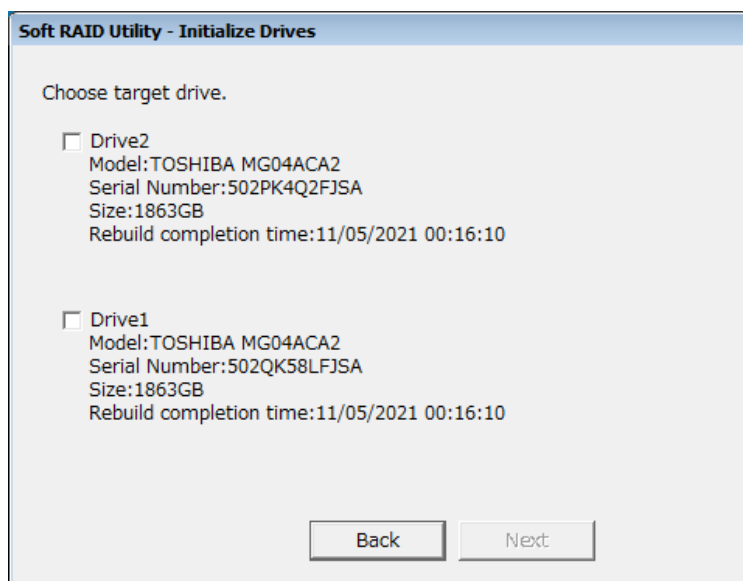 Soft RAID Utility - Initialize Drives
Choose target drive.
Drive2
Model:TOSHIBA MG04ACA2
Serial Number:502PK4Q2FJSA
Size:1863GB
Rebuild completion time:11/05/2021 00:16:10
Drive1
Model:TOSHIBA MG04ACA2
Serial Number:502QK58LFJSA
Size:1863GB
Rebuild completion time:11/05/2021 00:16:10
Back Next